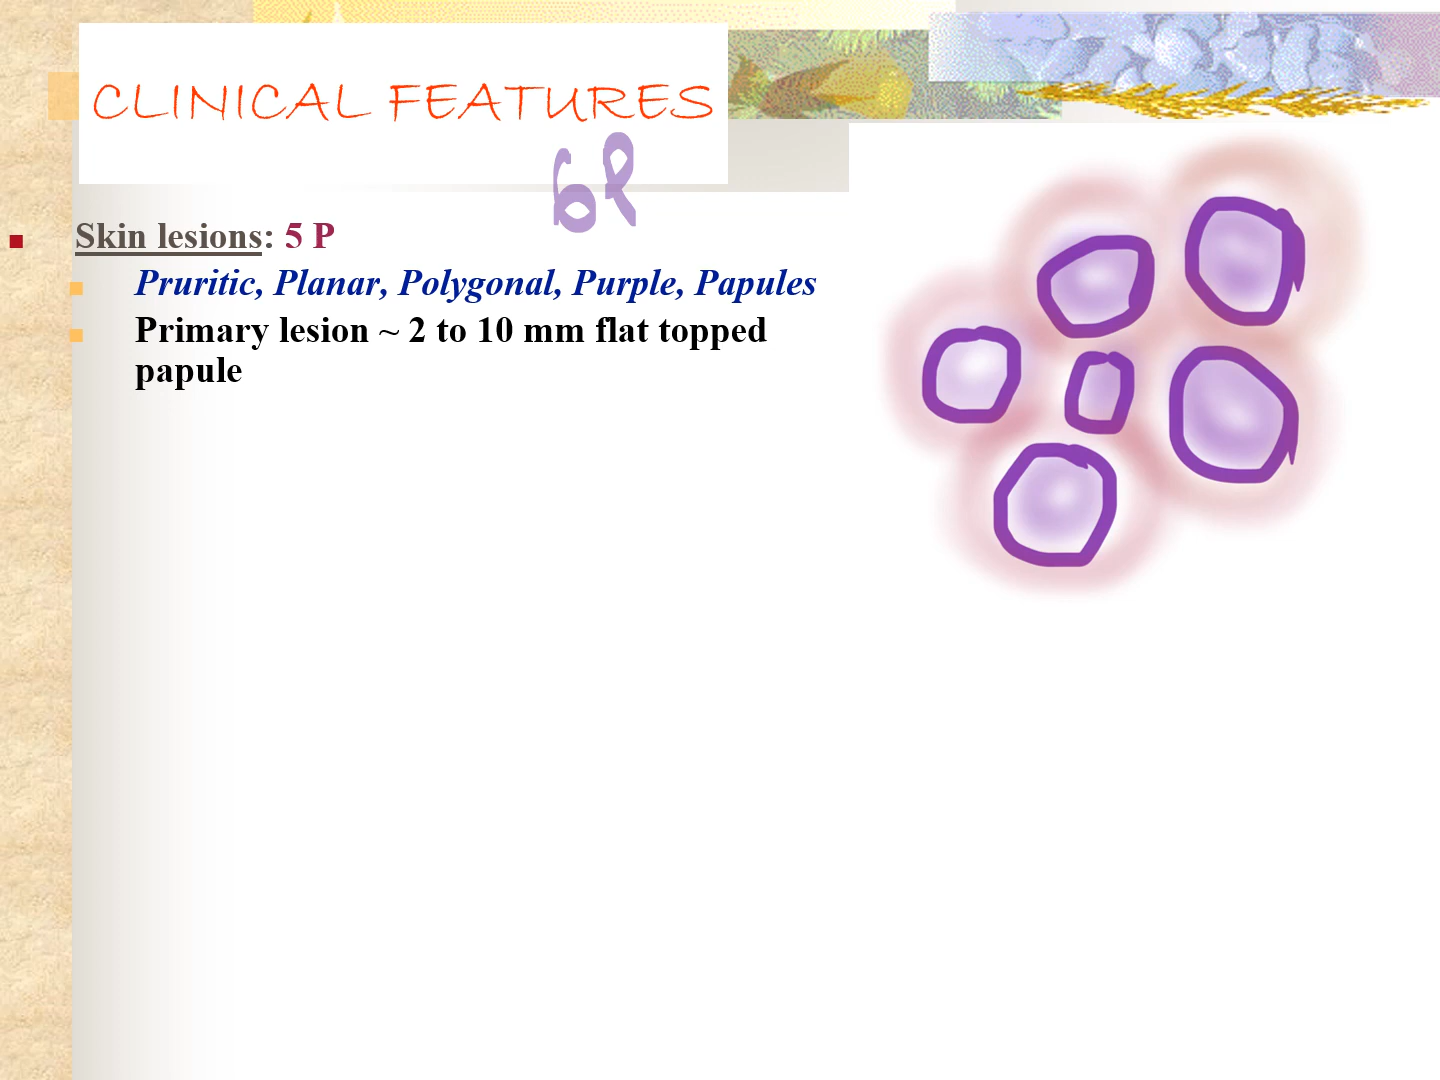 CLINICAL FEATURES
Skin lesions: 5 P
Pruritic, Planar, Polygonal, Purple, Papules
Primary lesion ~ 2 to 10 mm flat topped
papule